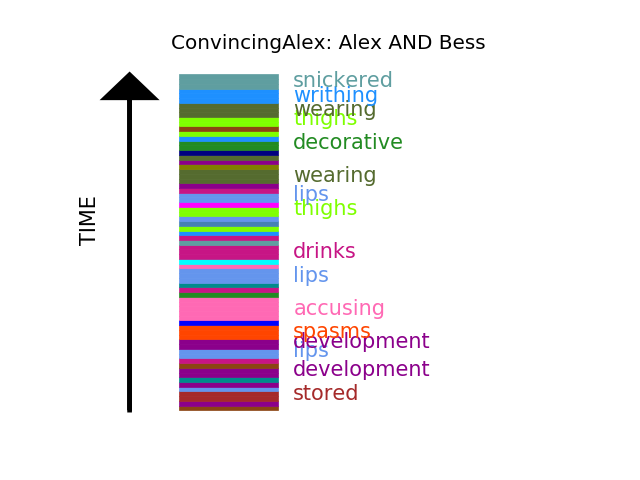 ConvincingAlex: Alex AND Bess
TIME
snickered
writhing
wearing
thighs
decorative
wearing
lips
thighs
drinks
lips
accusing
spasms
development
lips
development
stored